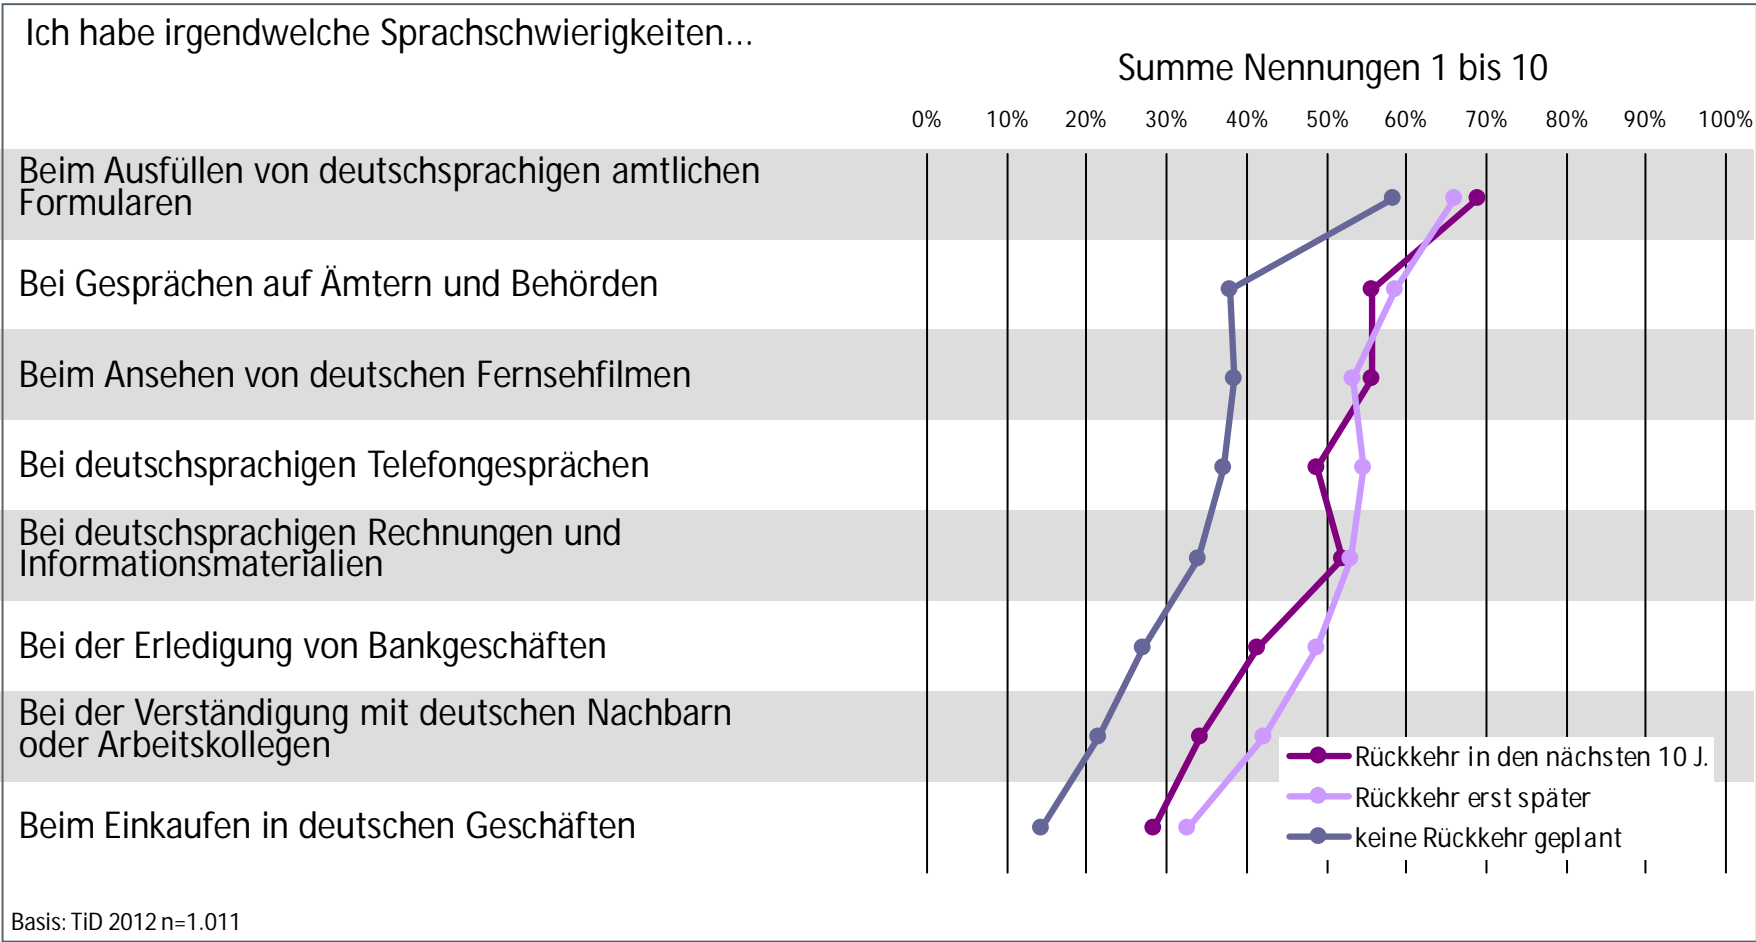 Ich habe irgendwelche Sprachschwierigkeiten...
Summe Nennungen 1 bis 10
0% 10% 20% 30% 40% 50% 60% 70% 80% 90% 100%
Beim Ausfüllen von deutschsprachigen amtlichen
Formularen
Bei Gesprächen auf Ämtern und Behörden
Beim Ansehen von deutschen Fernsehfilmen
Bei deutschsprachigen Telefongesprächen
Bei deutschsprachigen Rechnungen und
Informationsmaterialien
Bei der Erledigung von Bankgeschäften
Bei der Verständigung mit deutschen Nachbarn
oder Arbeitskollegen
Beim Einkaufen in deutschen Geschäften
Rückkehr in den nächsten 10 J.
Rückkehr erst später
keine Rückkehr geplant
Basis: TiD 2012 n=1.011